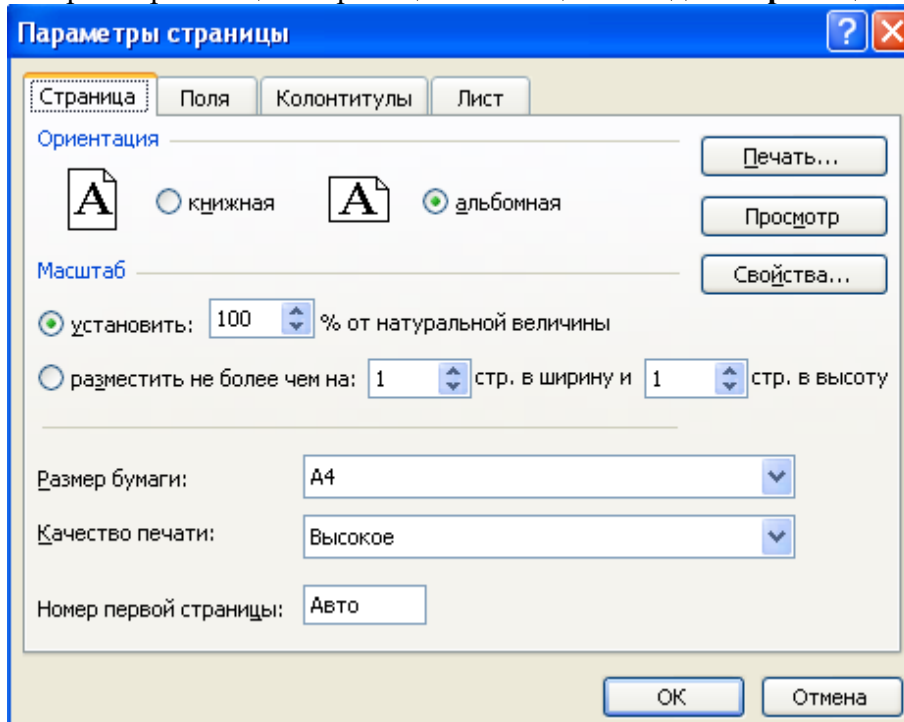 Параметры страницы
Страница Поля Колонтитулы Лист
Ориентация
Печать...
A книжная A альбомная
Просмотр
Масштаб
Свойства...
установить: 100 % от натуральной величины
разместить не более чем на: 1 стр. в ширину и 1 стр. в высоту
Размер бумаги: A4
Качество печати: Высокое
Номер первой страницы: Авто
ОК Отмена